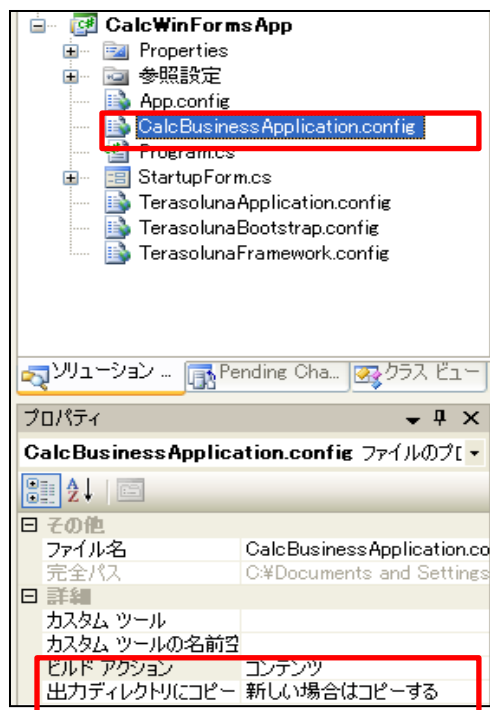 CalcWinFormsApp
Properties
参照設定
App.config
CalcBusinessApplication.config
Program.cs
StartupForm.cs
TerasolunaApplication.config
TerasolunaBootstrap.config
TerasolunaFramework.config
ソリューション ... Pending Cha... クラス ビュー
プロパティ
CalcBusinessApplication.config ファイルのプロ
その他
ファイル名 CalcBusinessApplication.co
完全パス C:¥Documents and Settings
詳細
カスタム ツール
カスタム ツールの名前空
ビルド アクション コンテンツ
出力ディレクトリにコピー 新しい場合はコピーする